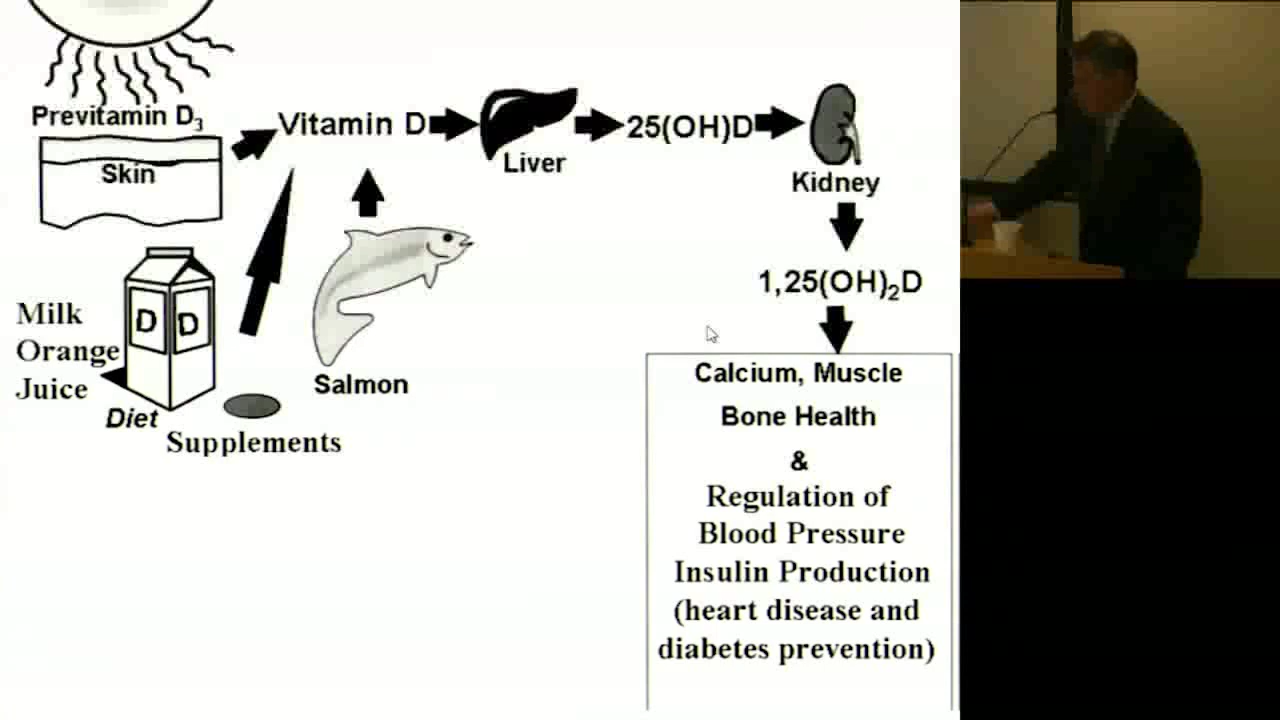 Previtamin D₃
Skin
Vitamin D
Liver
25(OH)D
Kidney
1,25(OH)₂D
Milk
Orange
Juice
D D
Diet
Supplements
Salmon
Calcium, Muscle
Bone Health
&
Regulation of
Blood Pressure
Insulin Production
(heart disease and
diabetes prevention)